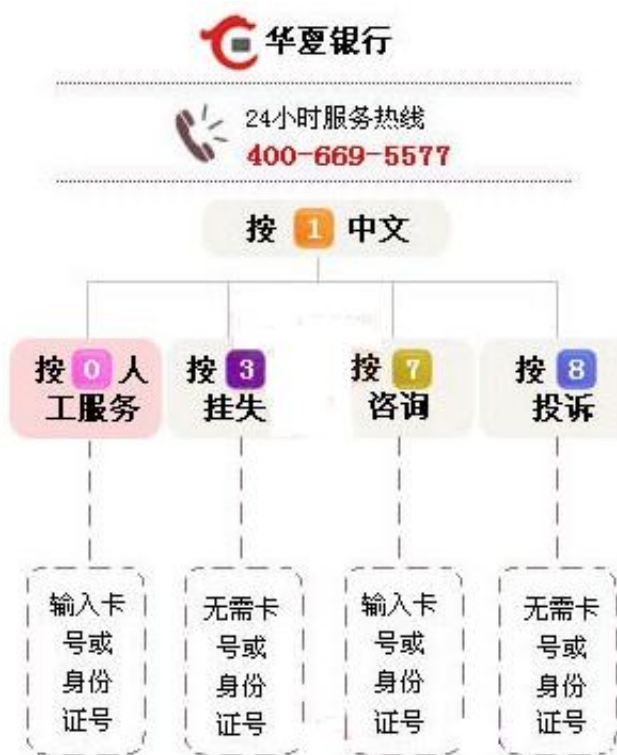 华夏银行
24小时服务热线
400-669-5577
按 1 中文
按 0 人
工服务
按 3
挂失
按 7
咨询
按 8
投诉
输入卡
号或
身份
证号
无需卡
号或
身份
证号
输入卡
号或
身份
证号
无需卡
号或
身份
证号